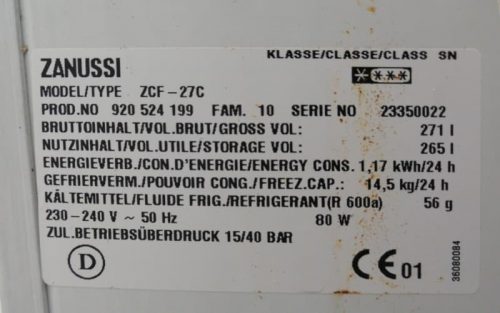 KLASSE/CLASSE/CLASS SN
ZANUSSI
****
MODEL/TYPE ZCF-27C
PROD.NO 920 524 199 FAM. 10 SERIE NO 23350022
BRUTTOINHALT/VOL.BRUT/GROSS VOL: 271 l
NUTZINHALT/VOL.UTILE/STORAGE VOL: 265 l
ENERGIEVERB./CON.D'ENERGIE/ENERGY CONS. 1,17 kWh/24 h
GEFRIERVERM./POUVOIR CONG./FREEZ.CAP.: 14,5 kg/24 h
KÄLTEMITTEL/FLUIDE FRIG./REFRIGERANT(R 600a) 56 g
230-240 V ~ 50 Hz 80 W
ZUL.BETRIEBSÜBERDRUCK 15/40 BAR
D
CE 01
36080084